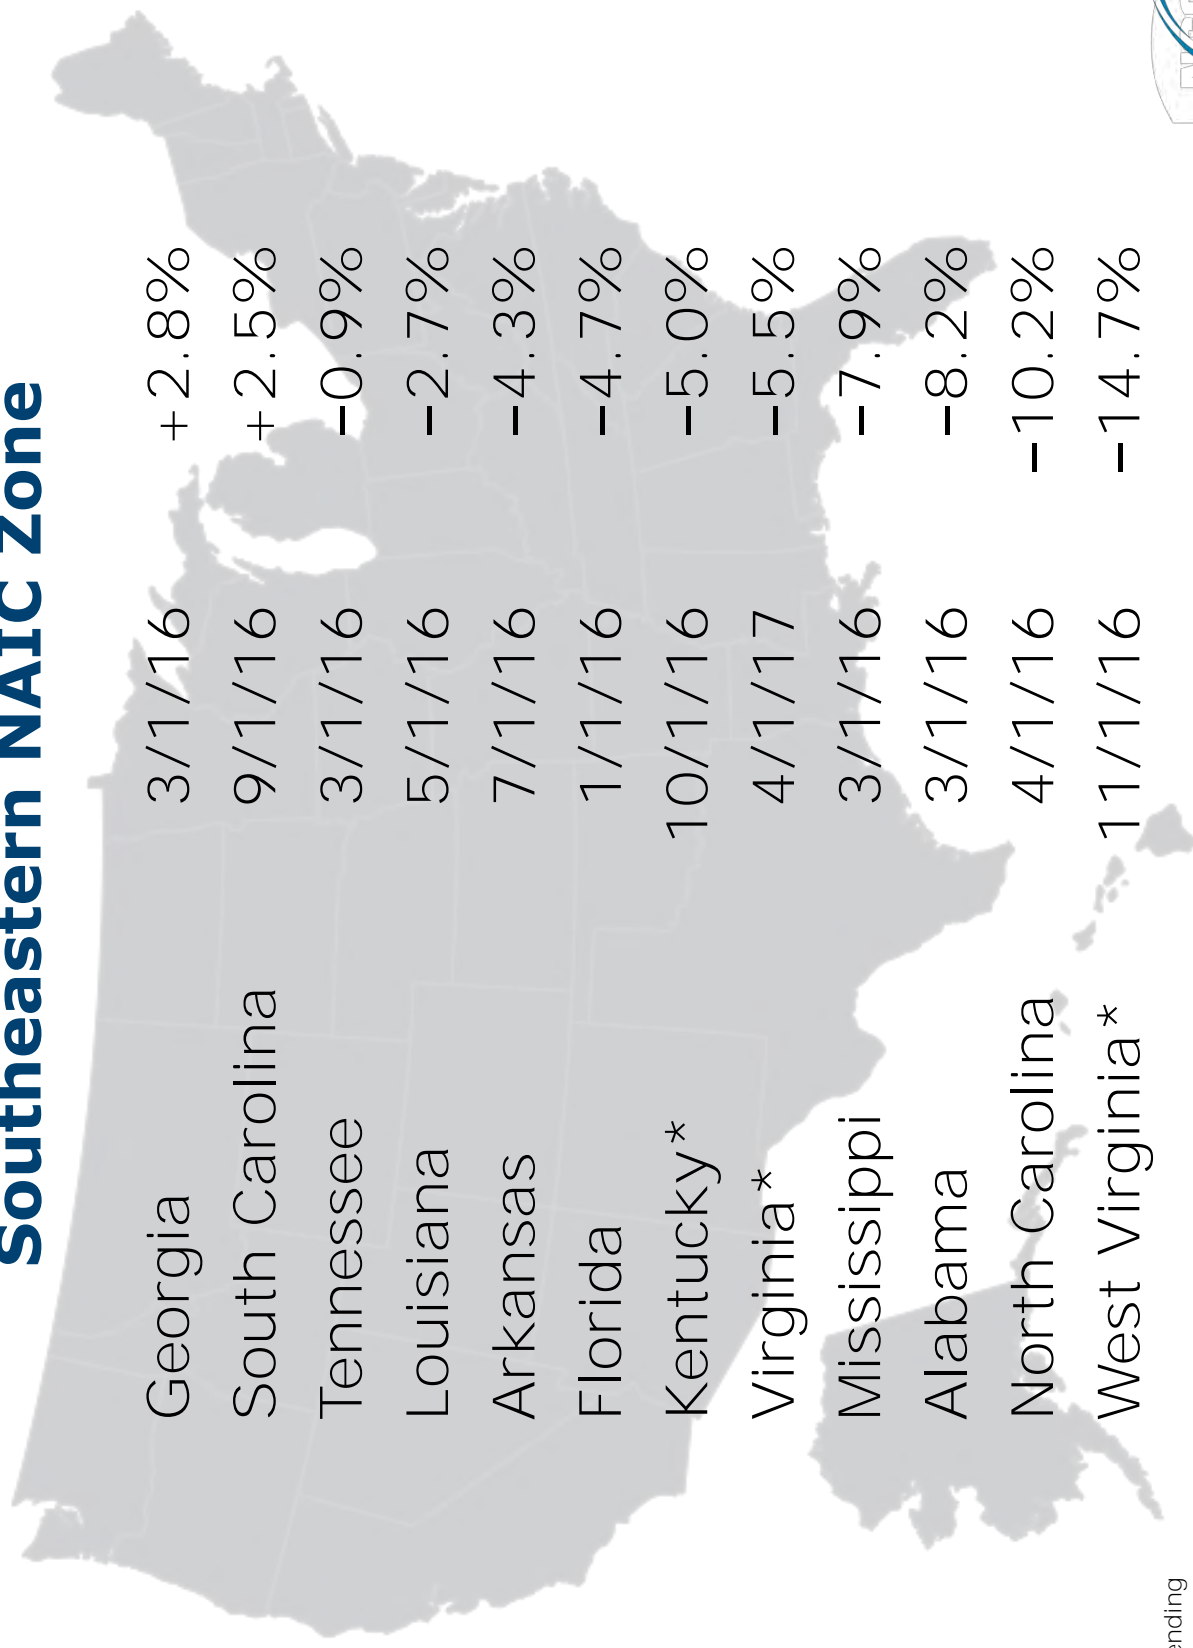 Southeastern NAIC Zone
Georgia 3/1/16 +2.8%
South Carolina 9/1/16 +2.5%
Tennessee 3/1/16 –0.9%
Louisiana 5/1/16 –2.7%
Arkansas 7/1/16 –4.3%
Florida 1/1/16 –4.7%
Kentucky* 10/1/16 –5.0%
Virginia* 4/1/17 –5.5%
Mississippi 3/1/16 –7.9%
Alabama 3/1/16 –8.2%
North Carolina 4/1/16 –10.2%
West Virginia* 11/1/16 –14.7%
ending